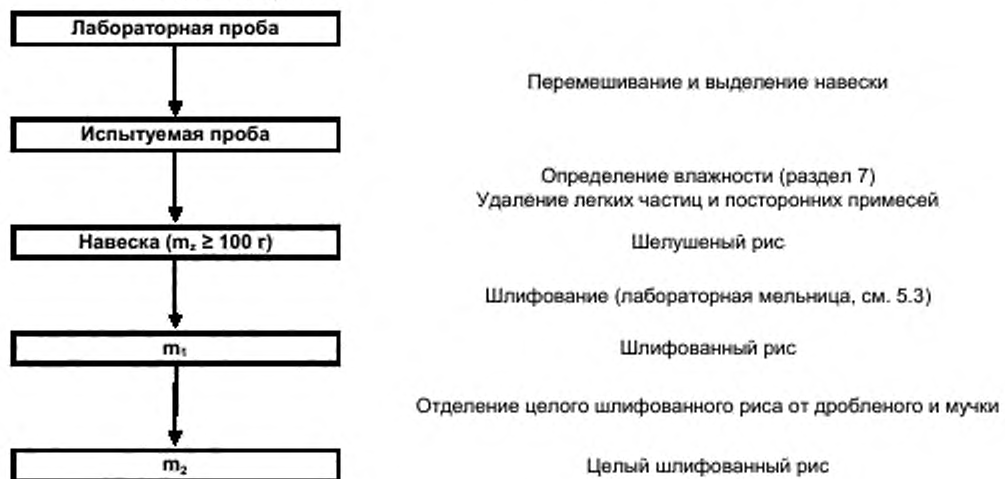 Лабораторная проба
Перемешивание и выделение навески
Испытуемая проба
Определение влажности (раздел 7)
Удаление легких частиц и посторонних примесей
Навеска (mz ≥ 100 г)
Шелушеный рис
Шлифование (лабораторная мельница, см. 5.3)
m₁
Шлифованный рис
Отделение целого шлифованного риса от дробленого и мучки
m₂
Целый шлифованный рис